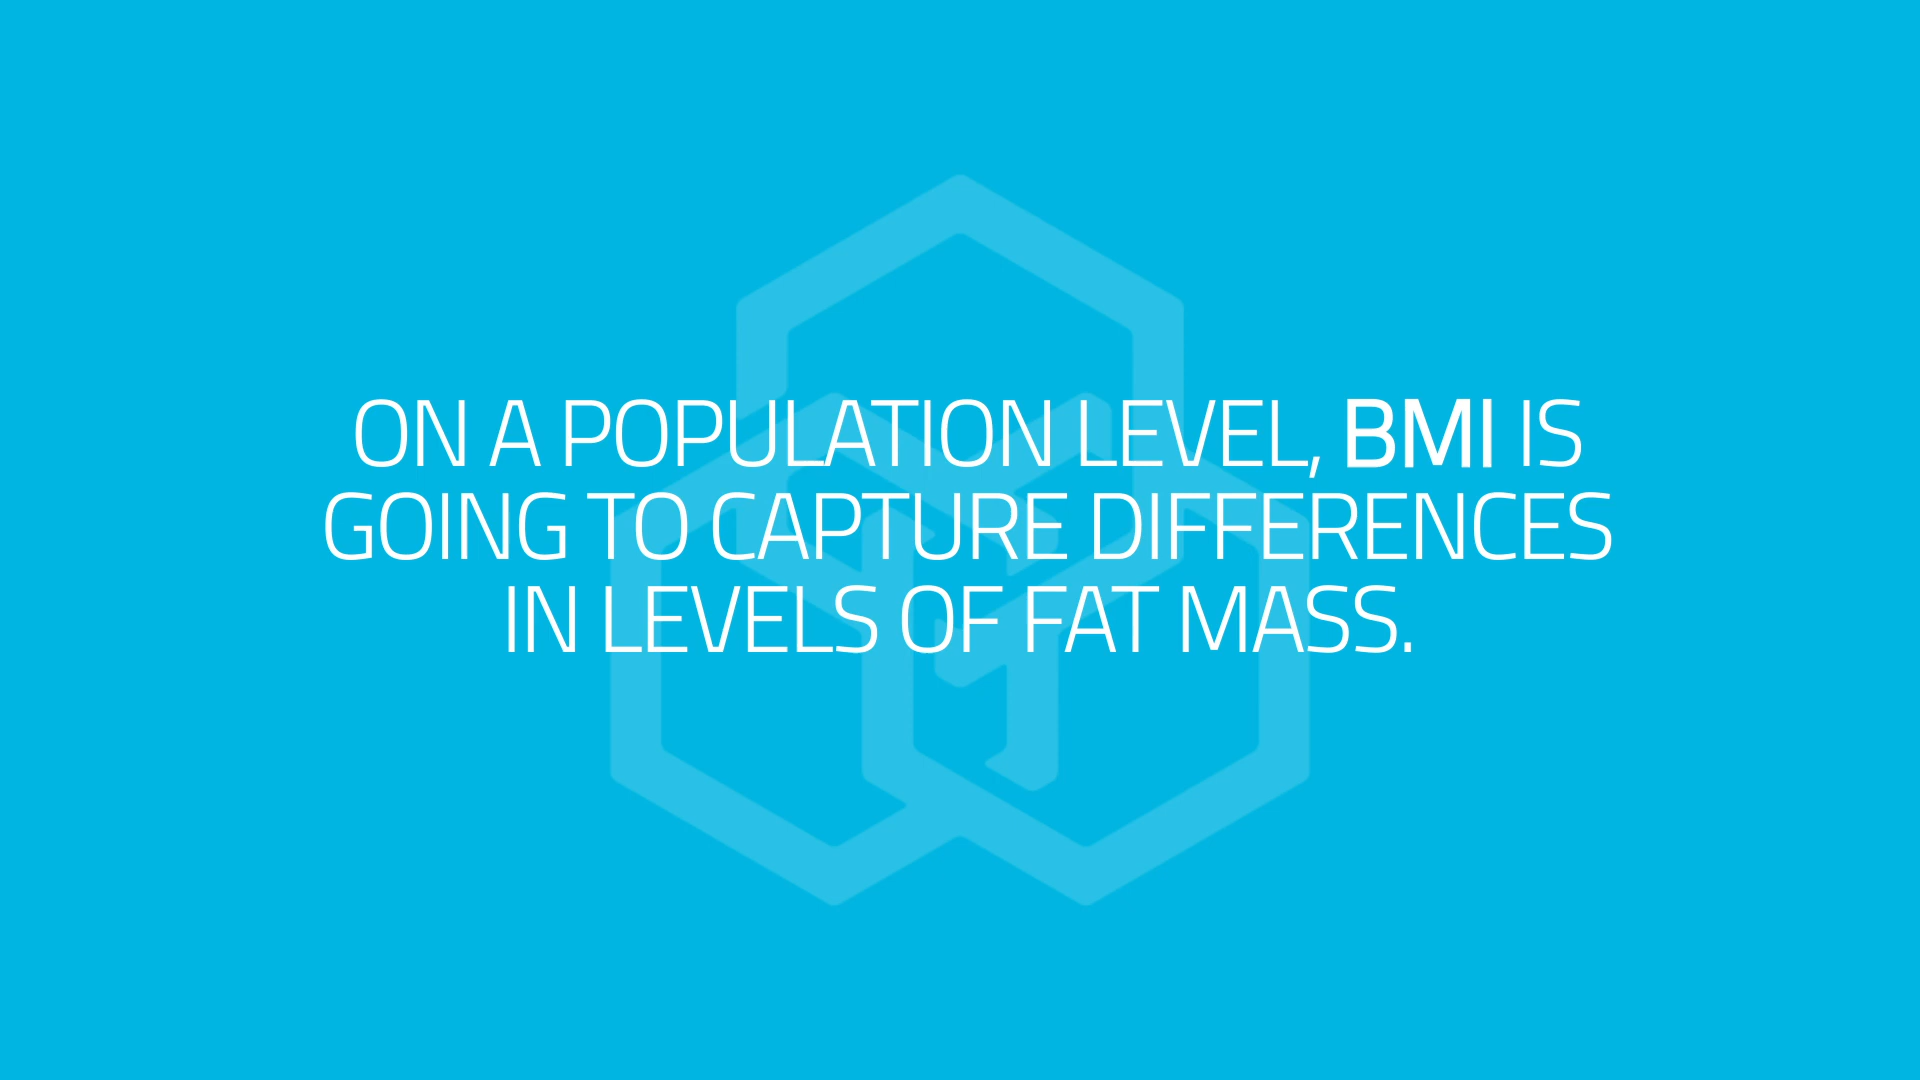 ON A POPULATION LEVEL, BMI IS
GOING TO CAPTURE DIFFERENCES
IN LEVELS OF FAT MASS.